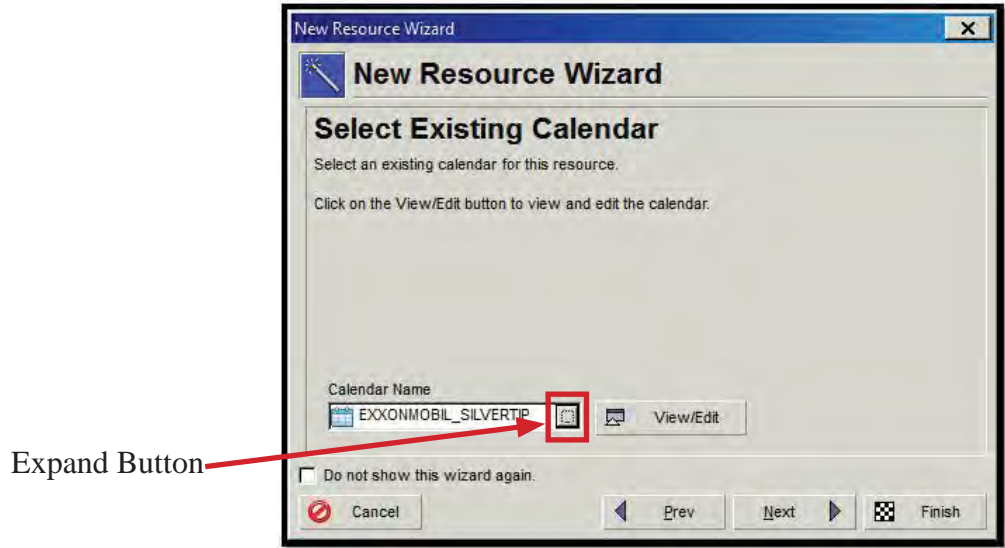 New Resource Wizard
New Resource Wizard
Select Existing Calendar
Select an existing calendar for this resource.
Click on the View/Edit button to view and edit the calendar.
Calendar Name
EXXONMOBIL_SILVERTIP
View/Edit
Expand Button
Do not show this wizard again.
Cancel
Prev
Next
Finish